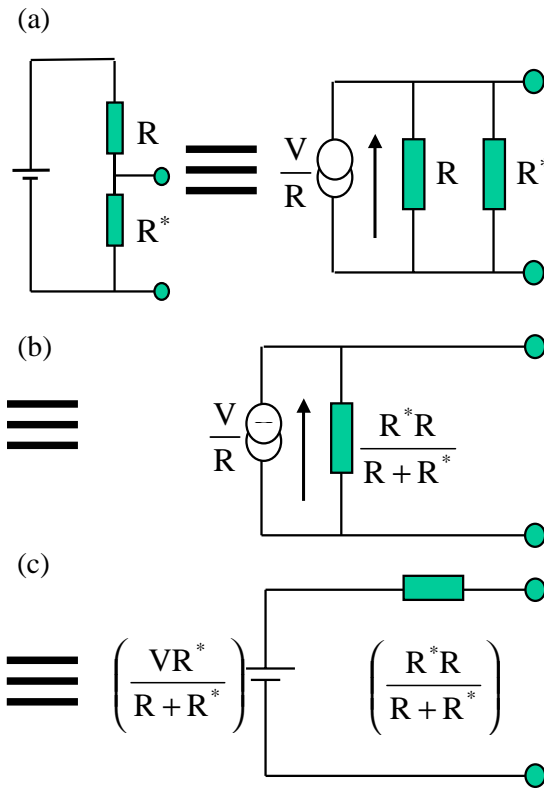 (a)
R
R*
V/R
R
R*
(b)
V/R
R*R/(R + R*)
(c)
(VR*/(R + R*))
(R*R/(R + R*))